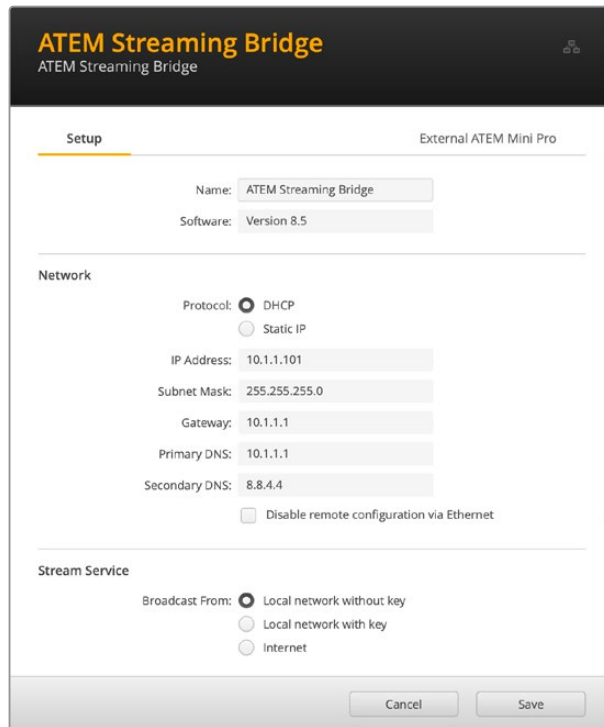 ATEM Streaming Bridge
ATEM Streaming Bridge
Setup External ATEM Mini Pro
Name: ATEM Streaming Bridge
Software: Version 8.5
Network
Protocol: DHCP
Static IP
IP Address: 10.1.1.101
Subnet Mask: 255.255.255.0
Gateway: 10.1.1.1
Primary DNS: 10.1.1.1
Secondary DNS: 8.8.4.4
Disable remote configuration via Ethernet
Stream Service
Broadcast From: Local network without key
Local network with key
Internet
Cancel Save